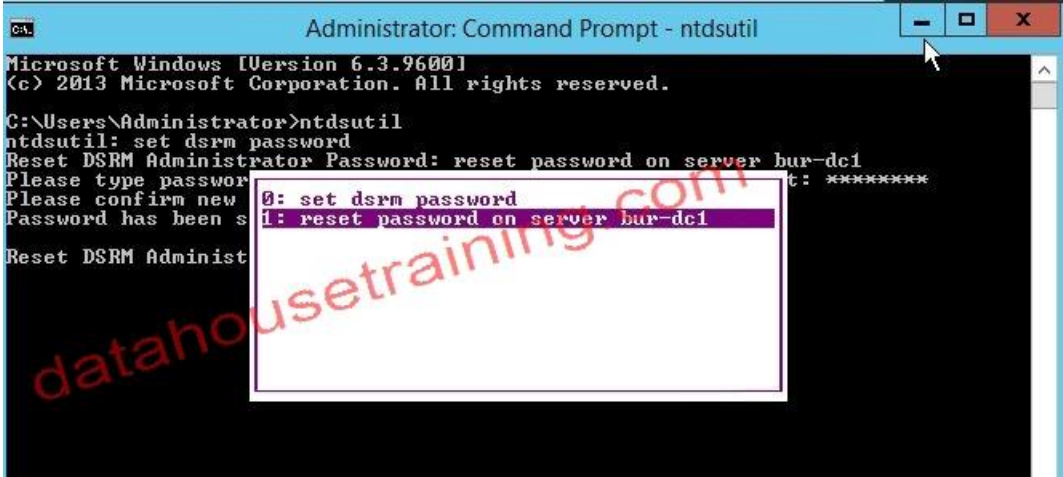 Administrator: Command Prompt - ntdsutil
Microsoft Windows [Version 6.3.9600]
(c) 2013 Microsoft Corporation. All rights reserved.
C:\Users\Administrator>ntdsutil
ntdsutil: set dsrm password
Reset DSRM Administrator Password: reset password on server bur-dc1
Please type t: ********
Please confirm new
Password has been
Reset DSRM
0: set dsrm password
1: reset password on server bur-dc1
datahousetraining.com